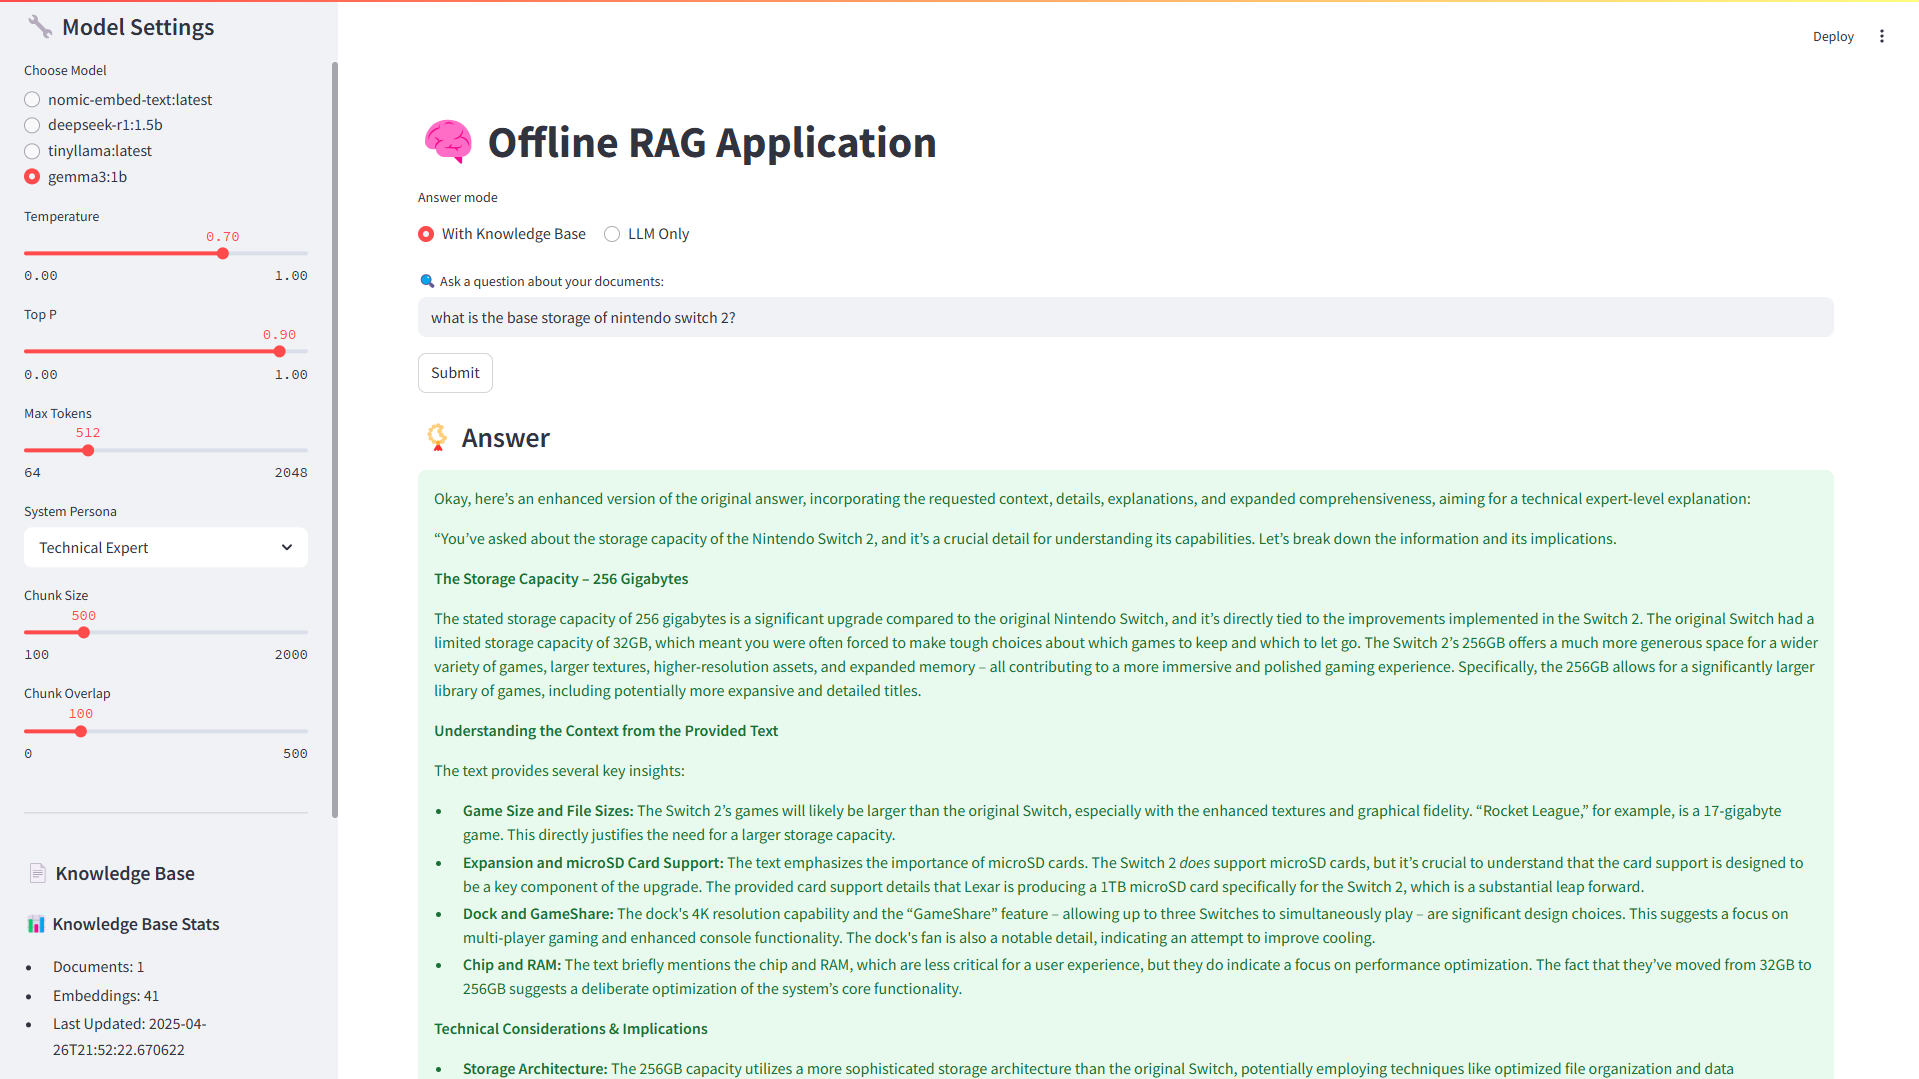 Model Settings
Choose Model
nomic-embed-text:latest
deepseek-r1:1.5b
tinyllama:latest
gemma3:1b
Temperature
0.70
0.00 1.00
Top P
0.90
0.00 1.00
Max Tokens
512
64 2048
System Persona
Technical Expert
Chunk Size
500
100 2000
Chunk Overlap
100
0 500
Knowledge Base
Knowledge Base Stats
Documents: 1
Embeddings: 41
Last Updated: 2025-04-
26T21:52:22.670622
Deploy
Offline RAG Application
Answer mode
With Knowledge Base LLM Only
Ask a question about your documents:
what is the base storage of nintendo switch 2?
Submit
Answer
Okay, here’s an enhanced version of the original answer, incorporating the requested context, details, explanations, and expanded comprehensiveness, aiming for a technical expert-level explanation:
“You’ve asked about the storage capacity of the Nintendo Switch 2, and it’s a crucial detail for understanding its capabilities. Let’s break down the information and its implications.
The Storage Capacity – 256 Gigabytes
The stated storage capacity of 256 gigabytes is a significant upgrade compared to the original Nintendo Switch, and it’s directly tied to the improvements implemented in the Switch 2. The original Switch had a
limited storage capacity of 32GB, which meant you were often forced to make tough choices about which games to keep and which to let go. The Switch 2’s 256GB offers a much more generous space for a wider
variety of games, larger textures, higher-resolution assets, and expanded memory – all contributing to a more immersive and polished gaming experience. Specifically, the 256GB allows for a significantly larger
library of games, including potentially more expansive and detailed titles.
Understanding the Context from the Provided Text
The text provides several key insights:
Game Size and File Sizes: The Switch 2’s games will likely be larger than the original Switch, especially with the enhanced textures and graphical fidelity. “Rocket League,” for example, is a 17-gigabyte
game. This directly justifies the need for a larger storage capacity.
Expansion and microSD Card Support: The text emphasizes the importance of microSD cards. The Switch 2 does support microSD cards, but it’s crucial to understand that the card support is designed to
be a key component of the upgrade. The provided card support details that Lexar is producing a 1TB microSD card specifically for the Switch 2, which is a substantial leap forward.
Dock and GameShare: The dock's 4K resolution capability and the “GameShare” feature – allowing up to three Switches to simultaneously play – are significant design choices. This suggests a focus on
multi-player gaming and enhanced console functionality. The dock's fan is also a notable detail, indicating an attempt to improve cooling.
Chip and RAM: The text briefly mentions the chip and RAM, which are less critical for a user experience, but they do indicate a focus on performance optimization. The fact that they’ve moved from 32GB to
256GB suggests a deliberate optimization of the system’s core functionality.
Technical Considerations & Implications
Storage Architecture: The 256GB capacity utilizes a more sophisticated storage architecture than the original Switch, potentially employing techniques like optimized file organization and data